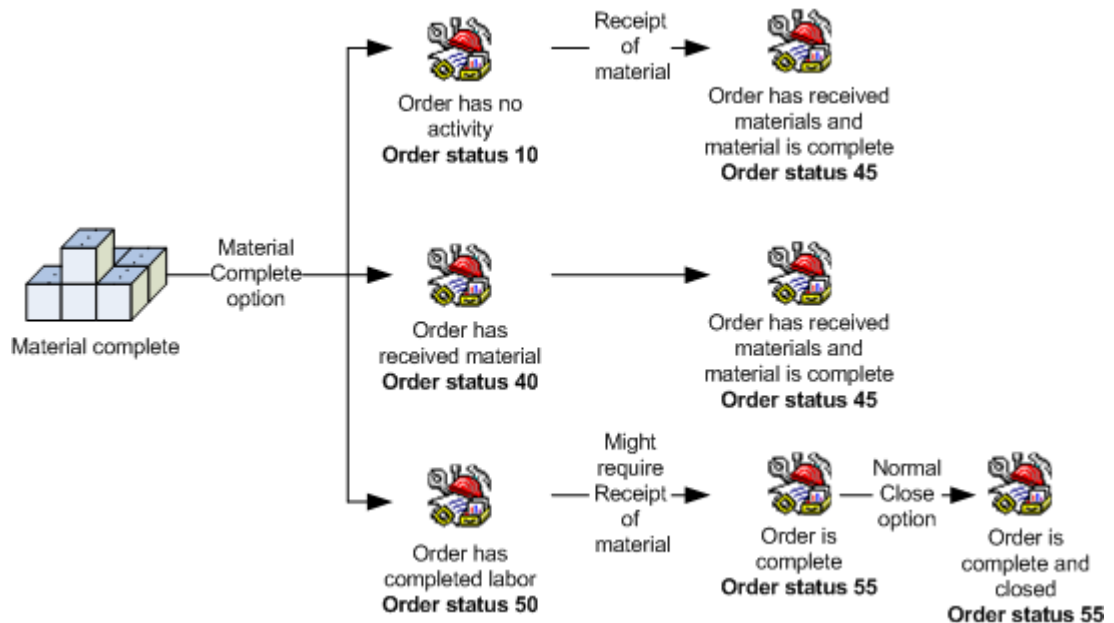 Material complete
Material
Complete
option
Order has no
activity
Order status 10
Receipt
of
material
Order has received
materials and
material is complete
Order status 45
Order has
received material
Order status 40
Order has received
materials and
material is complete
Order status 45
Order has
completed labor
Order status 50
Might
require
Receipt
of
material
Order is
complete
Order status 55
Normal
Close
option
Order is
complete and
closed
Order status 55